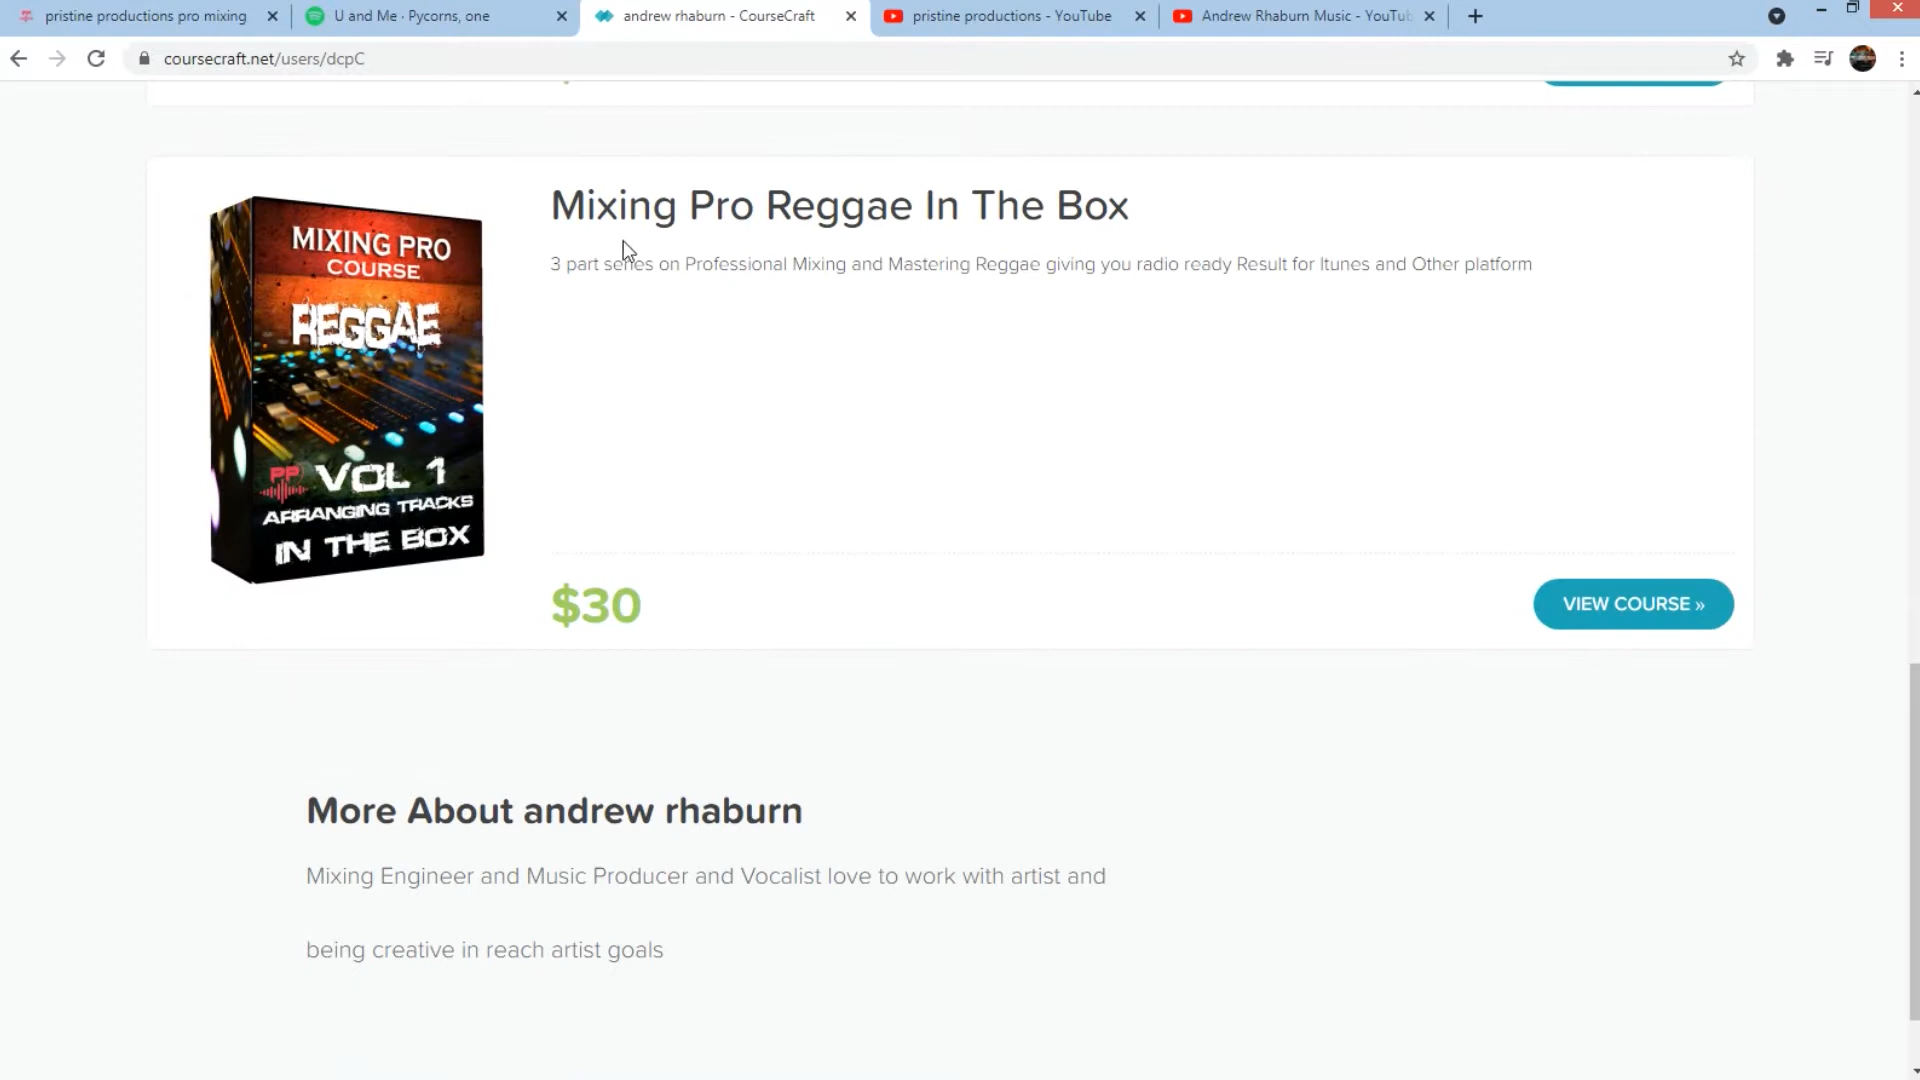 pristine productions pro mixing
U and Me · Pycorns, one
andrew rhaburn - CourseCraft
pristine productions - YouTube
Andrew Rhaburn Music - YouTub
coursecraft.net/users/dcpC
Mixing Pro Reggae In The Box
3 part series on Professional Mixing and Mastering Reggae giving you radio ready Result for Itunes and Other platform
MIXING PRO
COURSE
REGGAE
PP VOL 1
ARRANGING TRACKS
IN THE BOX
$30
VIEW COURSE »
More About andrew rhaburn
Mixing Engineer and Music Producer and Vocalist love to work with artist and
being creative in reach artist goals